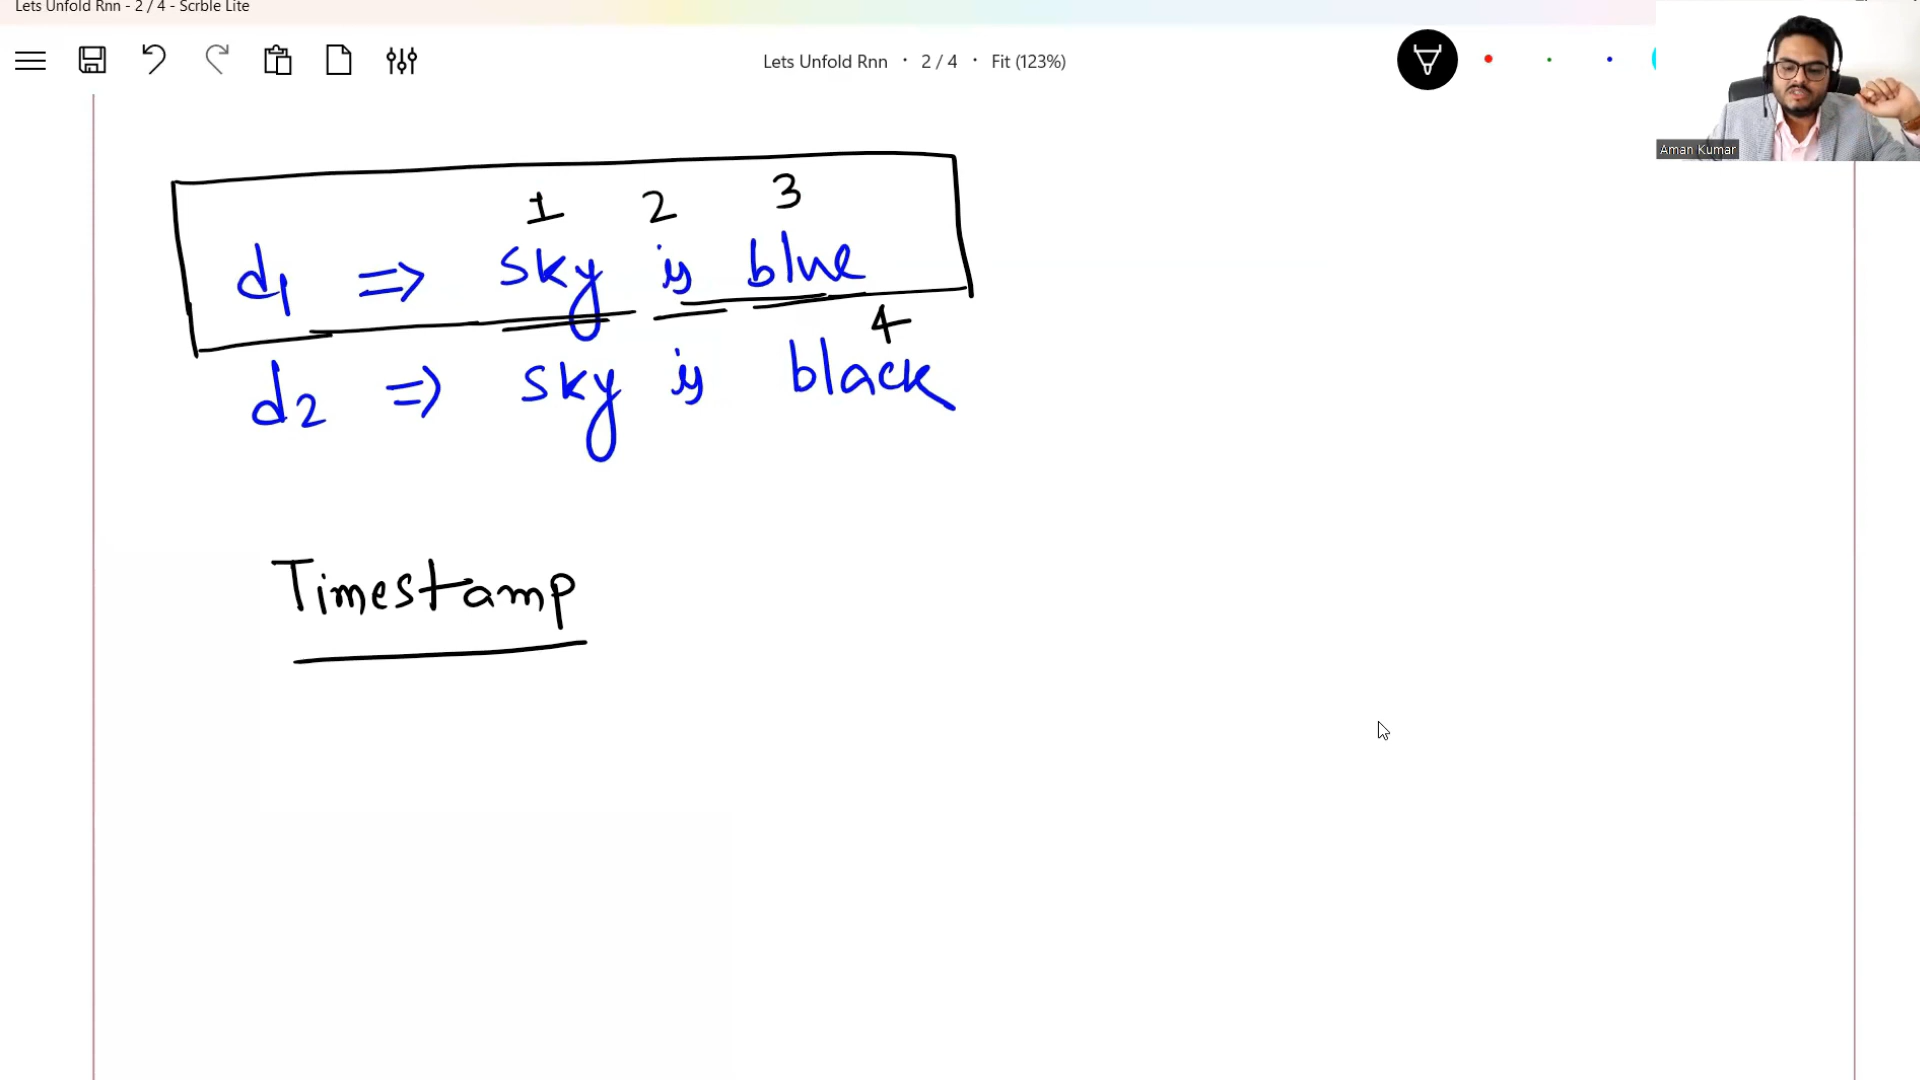 Lets Unfold Rnn - 2 / 4 - Scrble Lite
Lets Unfold Rnn · 2 / 4 · Fit (123%)
Aman Kumar
1 2 3
d1 => sky is blue
4
d2 => sky is black
Timestamp